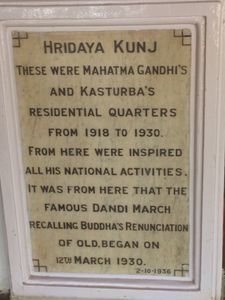 HRIDAYA KUNJ
THESE WERE MAHATMA GANDHI'S
AND KASTURBA'S
RESIDENTIAL QUARTERS
FROM 1918 TO 1930.
FROM HERE WERE INSPIRED
ALL HIS NATIONAL ACTIVITIES.
IT WAS FROM HERE THAT THE
FAMOUS DANDI MARCH
RECALLING BUDDHA'S RENUNCIATION
OF OLD, BEGAN ON
12TH MARCH 1930.
2-10-1936